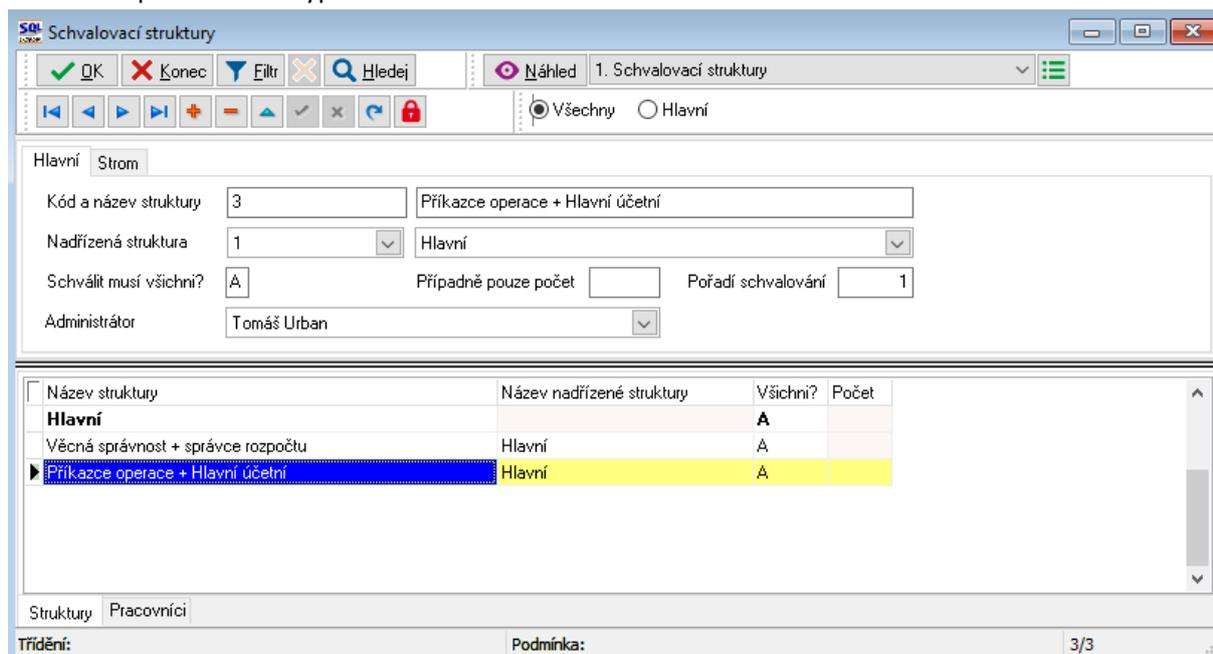 SQL Schvalovací struktury
OK Konec Filtr Hledej Náhled 1. Schvalovací struktury
Všechny Hlavní
Hlavní Strom
Kód a název struktury 3 Příkazce operace + Hlavní účetní
Nadřízená struktura 1 Hlavní
Schválit musí všichni? A Případně pouze počet Pořadí schvalování 1
Administrátor Tomáš Urban
Název struktury Název nadřízené struktury Všichni? Počet
Hlavní A
Věcná správnost + správce rozpočtu Hlavní A
Příkazce operace + Hlavní účetní Hlavní A
Struktury Pracovníci
Třídění: Podmínka: 3/3